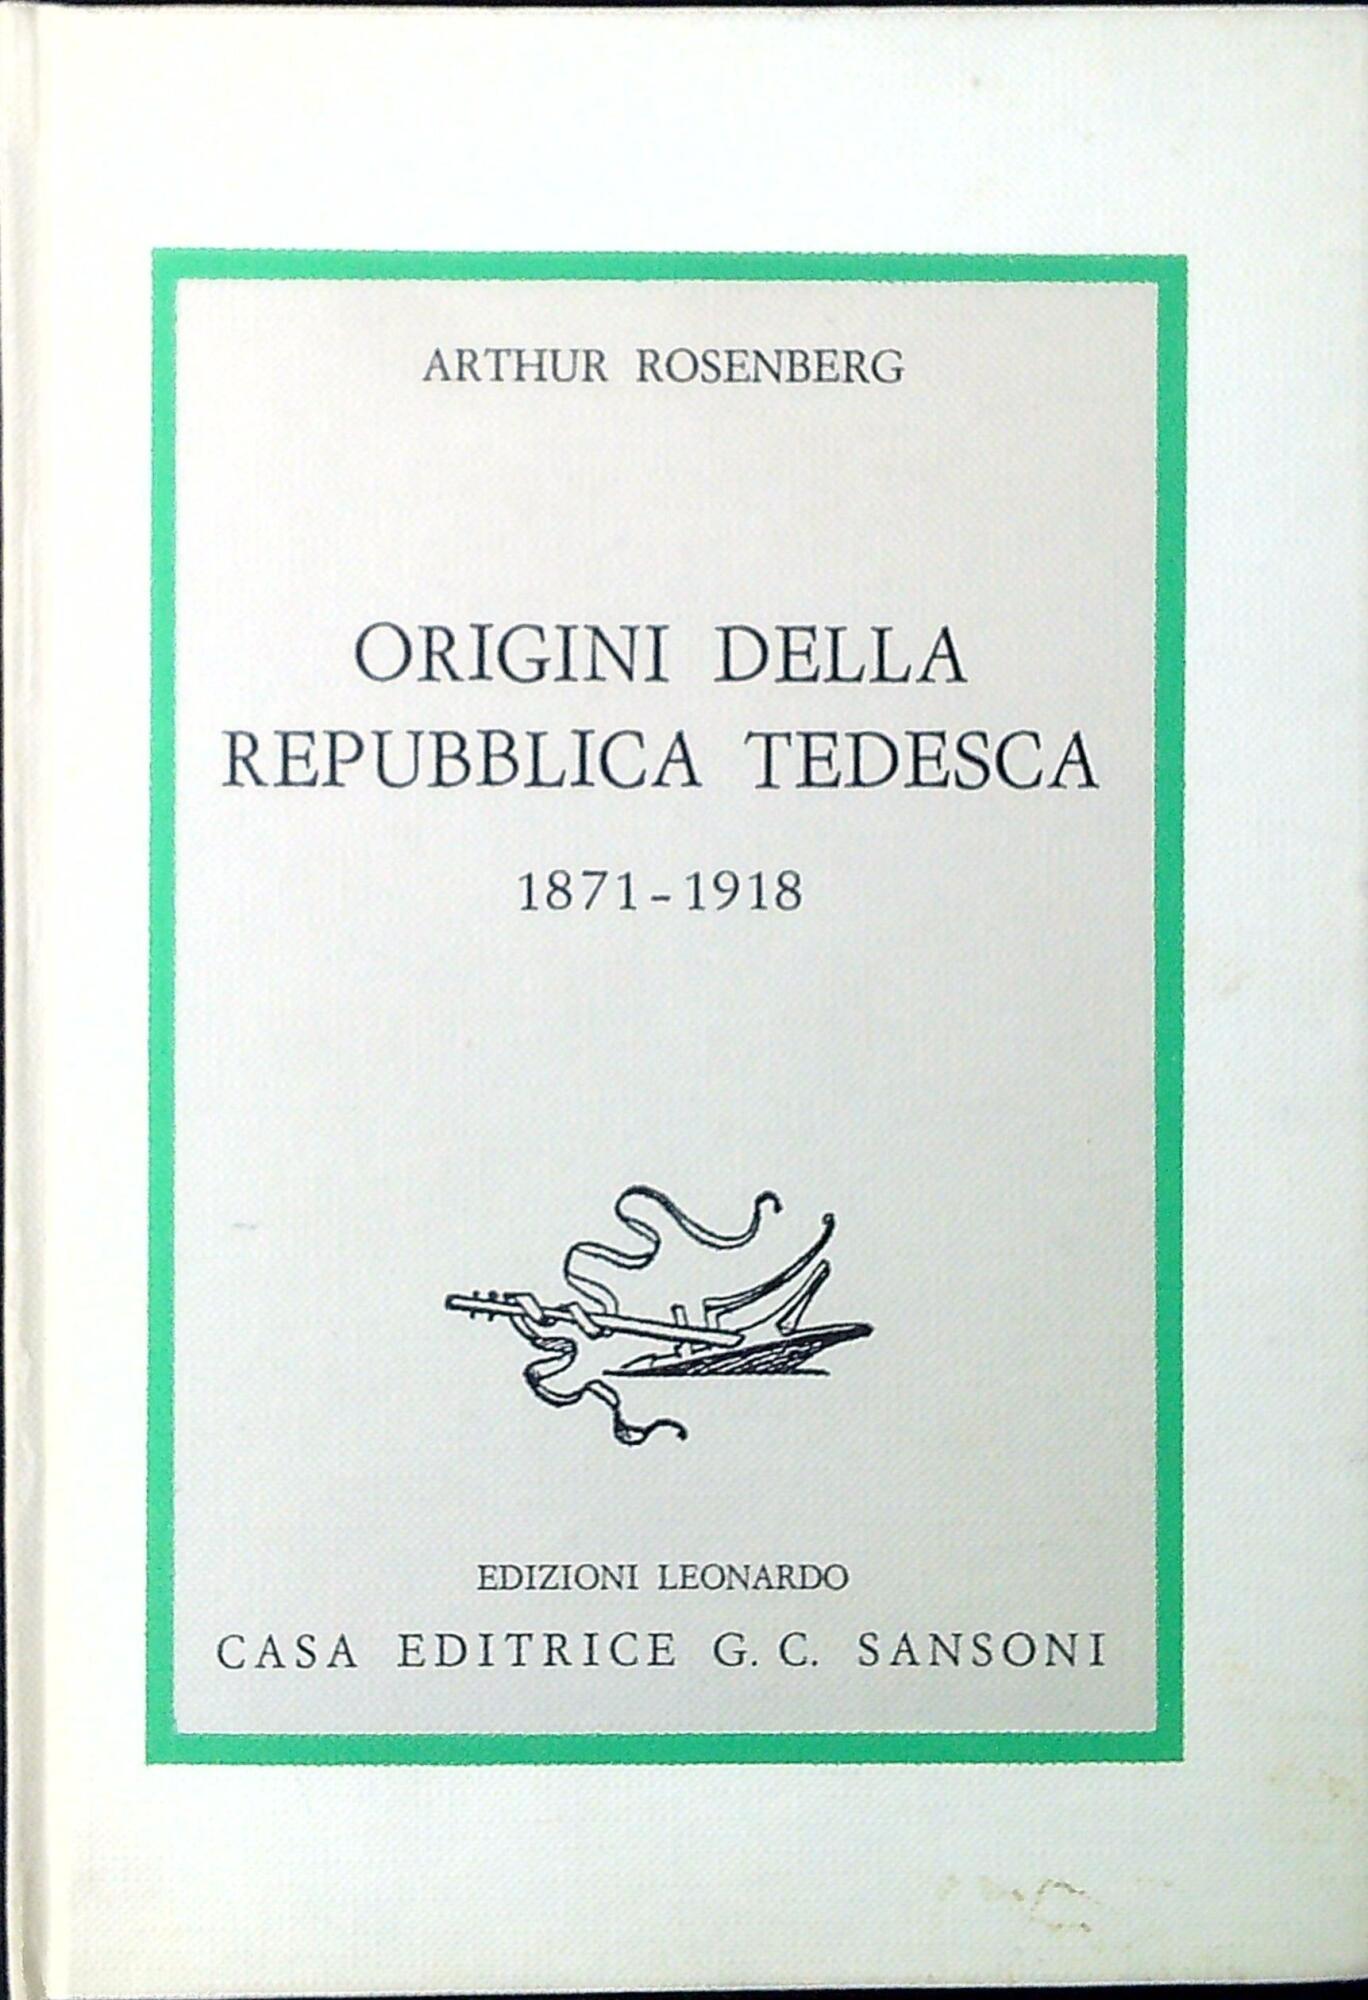 ARTHUR ROSENBERG
ORIGINI DELLA
REPUBBLICA TEDESCA
1871-1918
EDIZIONI LEONARDO
CASA EDITRICE G. C. SANSONI